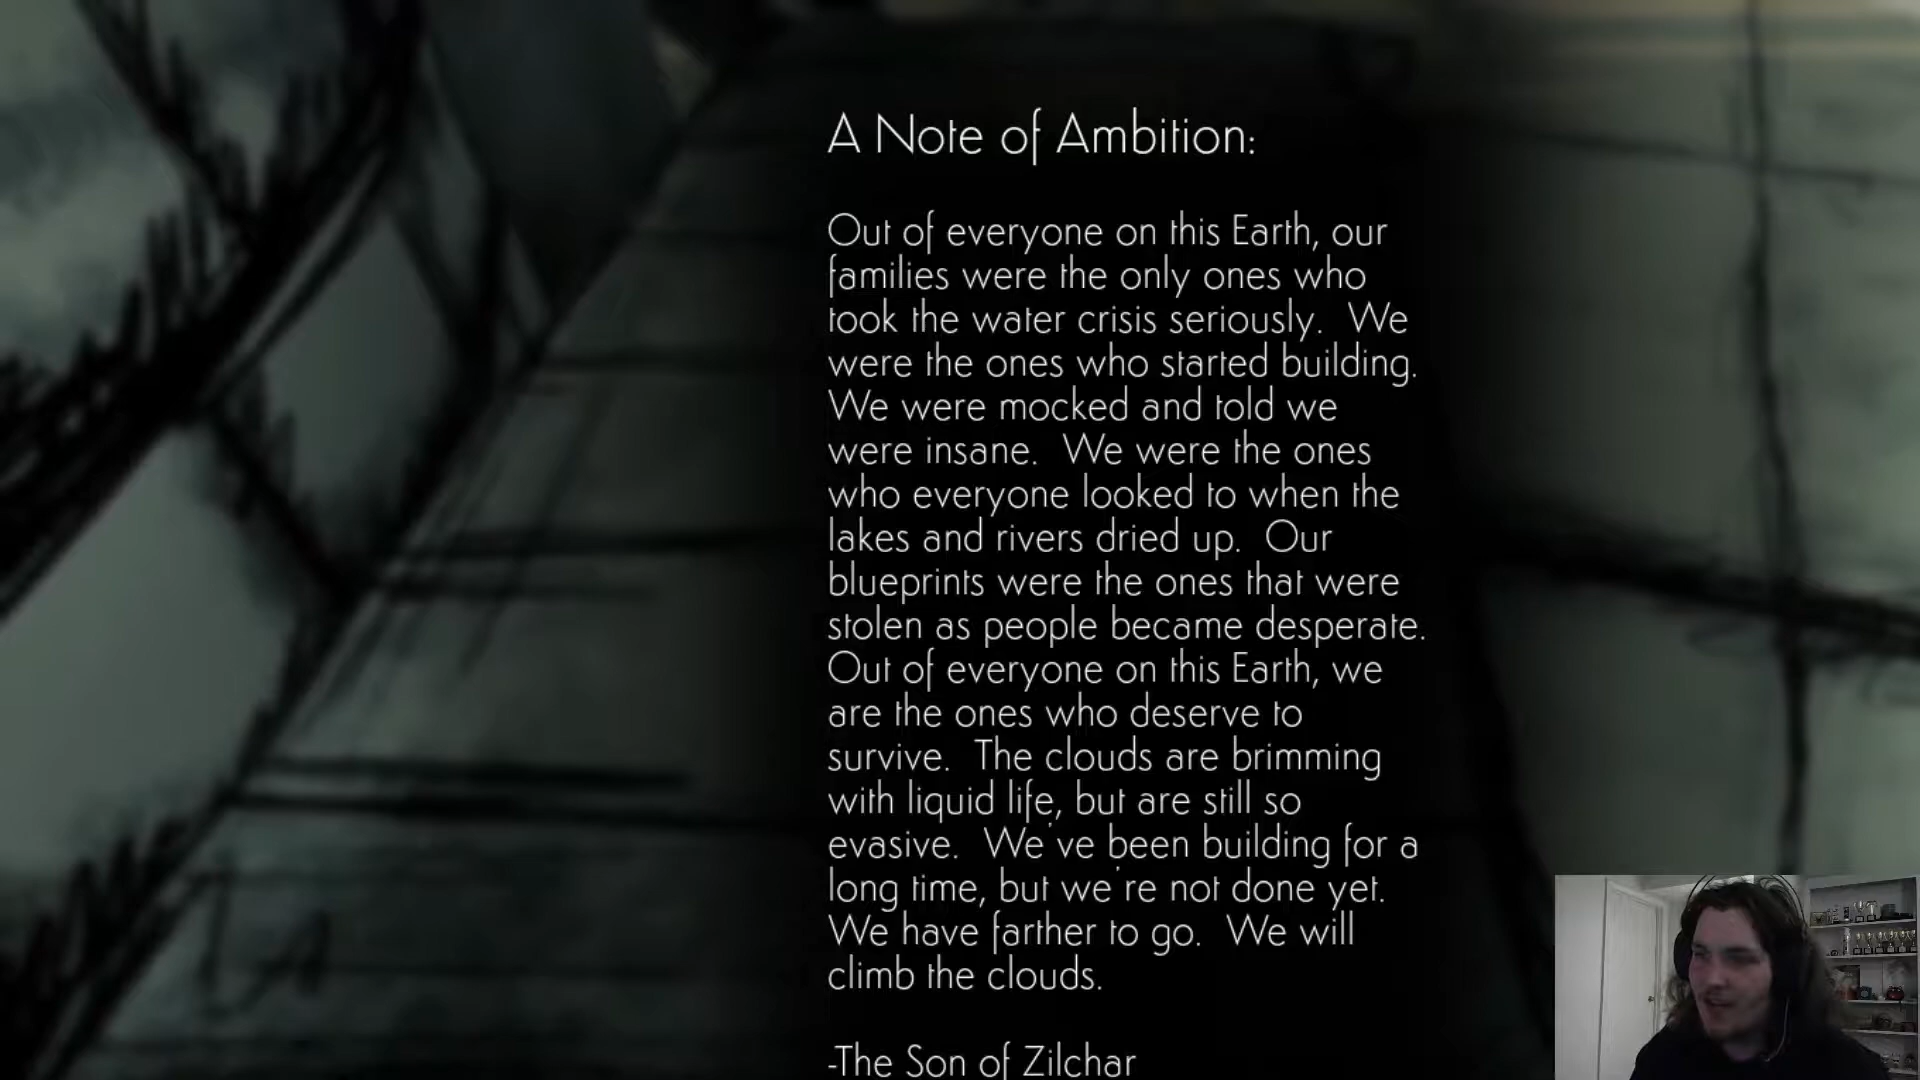 A Note of Ambition:
Out of everyone on this Earth, our
families were the only ones who
took the water crisis seriously.  We
were the ones who started building.
We were mocked and told we
were insane.  We were the ones
who everyone looked to when the
lakes and rivers dried up.  Our
blueprints were the ones that were
stolen as people became desperate.
Out of everyone on this Earth, we
are the ones who deserve to
survive.  The clouds are brimming
with liquid life, but are still so
evasive.  We've been building for a
long time, but we're not done yet.
We have farther to go.  We will
climb the clouds.
-The Son of Zilchar